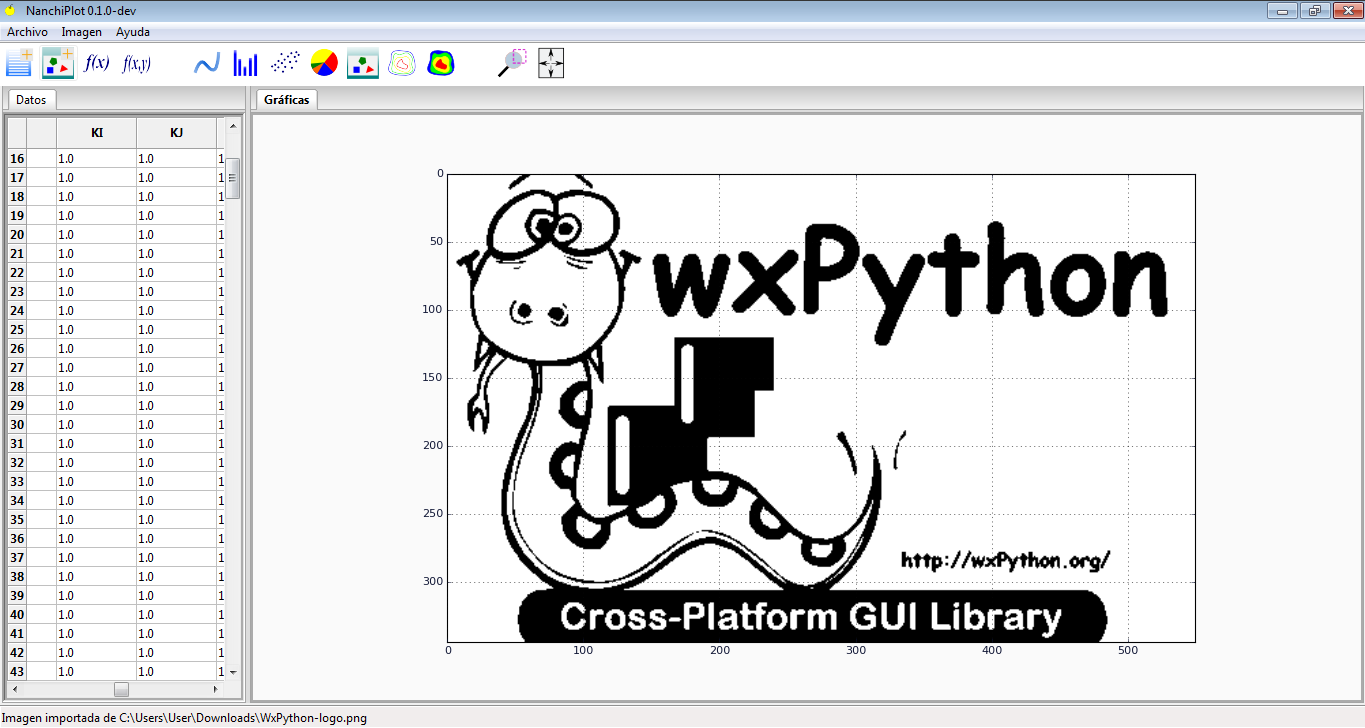 NanchiPlot 0.1.0-dev
Archivo Imagen Ayuda
f(x) f(x,y)
Datos
Gráficas
KI KJ
16 1.0 1.0 1
17 1.0 1.0 1
18 1.0 1.0 1
19 1.0 1.0 1
20 1.0 1.0 1
21 1.0 1.0 1
22 1.0 1.0 1
23 1.0 1.0 1
24 1.0 1.0 1
25 1.0 1.0 1
26 1.0 1.0 1
27 1.0 1.0 1
28 1.0 1.0 1
29 1.0 1.0 1
30 1.0 1.0 1
31 1.0 1.0 1
32 1.0 1.0 1
33 1.0 1.0 1
34 1.0 1.0 1
35 1.0 1.0 1
36 1.0 1.0 1
37 1.0 1.0 1
38 1.0 1.0 1
39 1.0 1.0 1
40 1.0 1.0 1
41 1.0 1.0 1
42 1.0 1.0 1
43 1.0 1.0 1
0
50
100
150
200
250
300
wxPython
http://wxPython.org/
Cross-Platform GUI Library
0 100 200 300 400 500
Imagen importada de C:\Users\User\Downloads\WxPython-logo.png